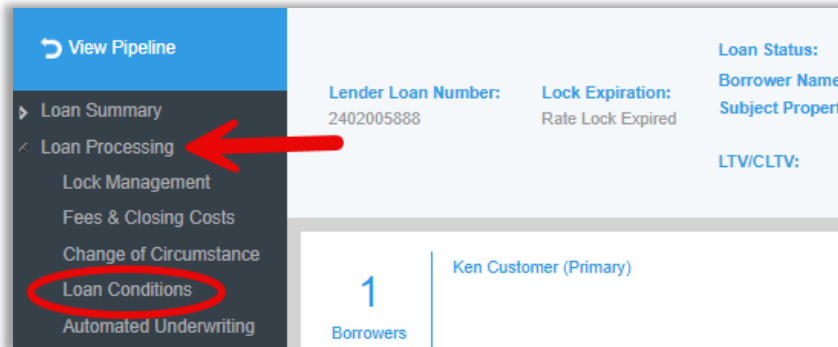 View Pipeline
Loan Summary
Loan Processing
Lock Management
Fees & Closing Costs
Change of Circumstance
Loan Conditions
Automated Underwriting
Lender Loan Number:
2402005888
Lock Expiration:
Rate Lock Expired
Loan Status:
Borrower Name
Subject Propert
LTV/CLTV:
1
Borrowers
Ken Customer (Primary)